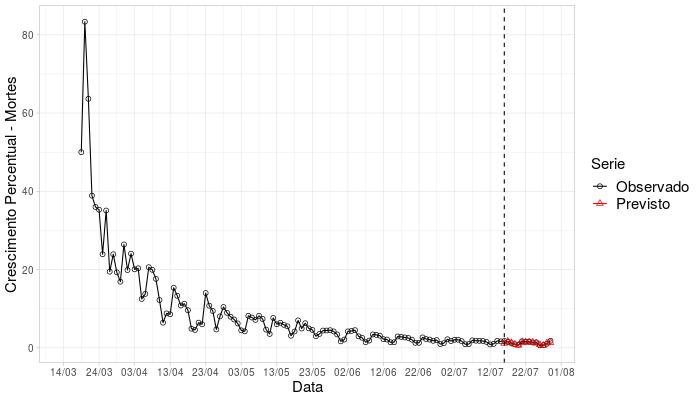 Crescimento Percentual - Mortes
80
60
40
20
0
14/03 24/03 03/04 13/04 23/04 03/05 13/05 23/05 02/06 12/06 22/06 02/07 12/07 22/07 01/08
Data
Serie
Observado
Previsto